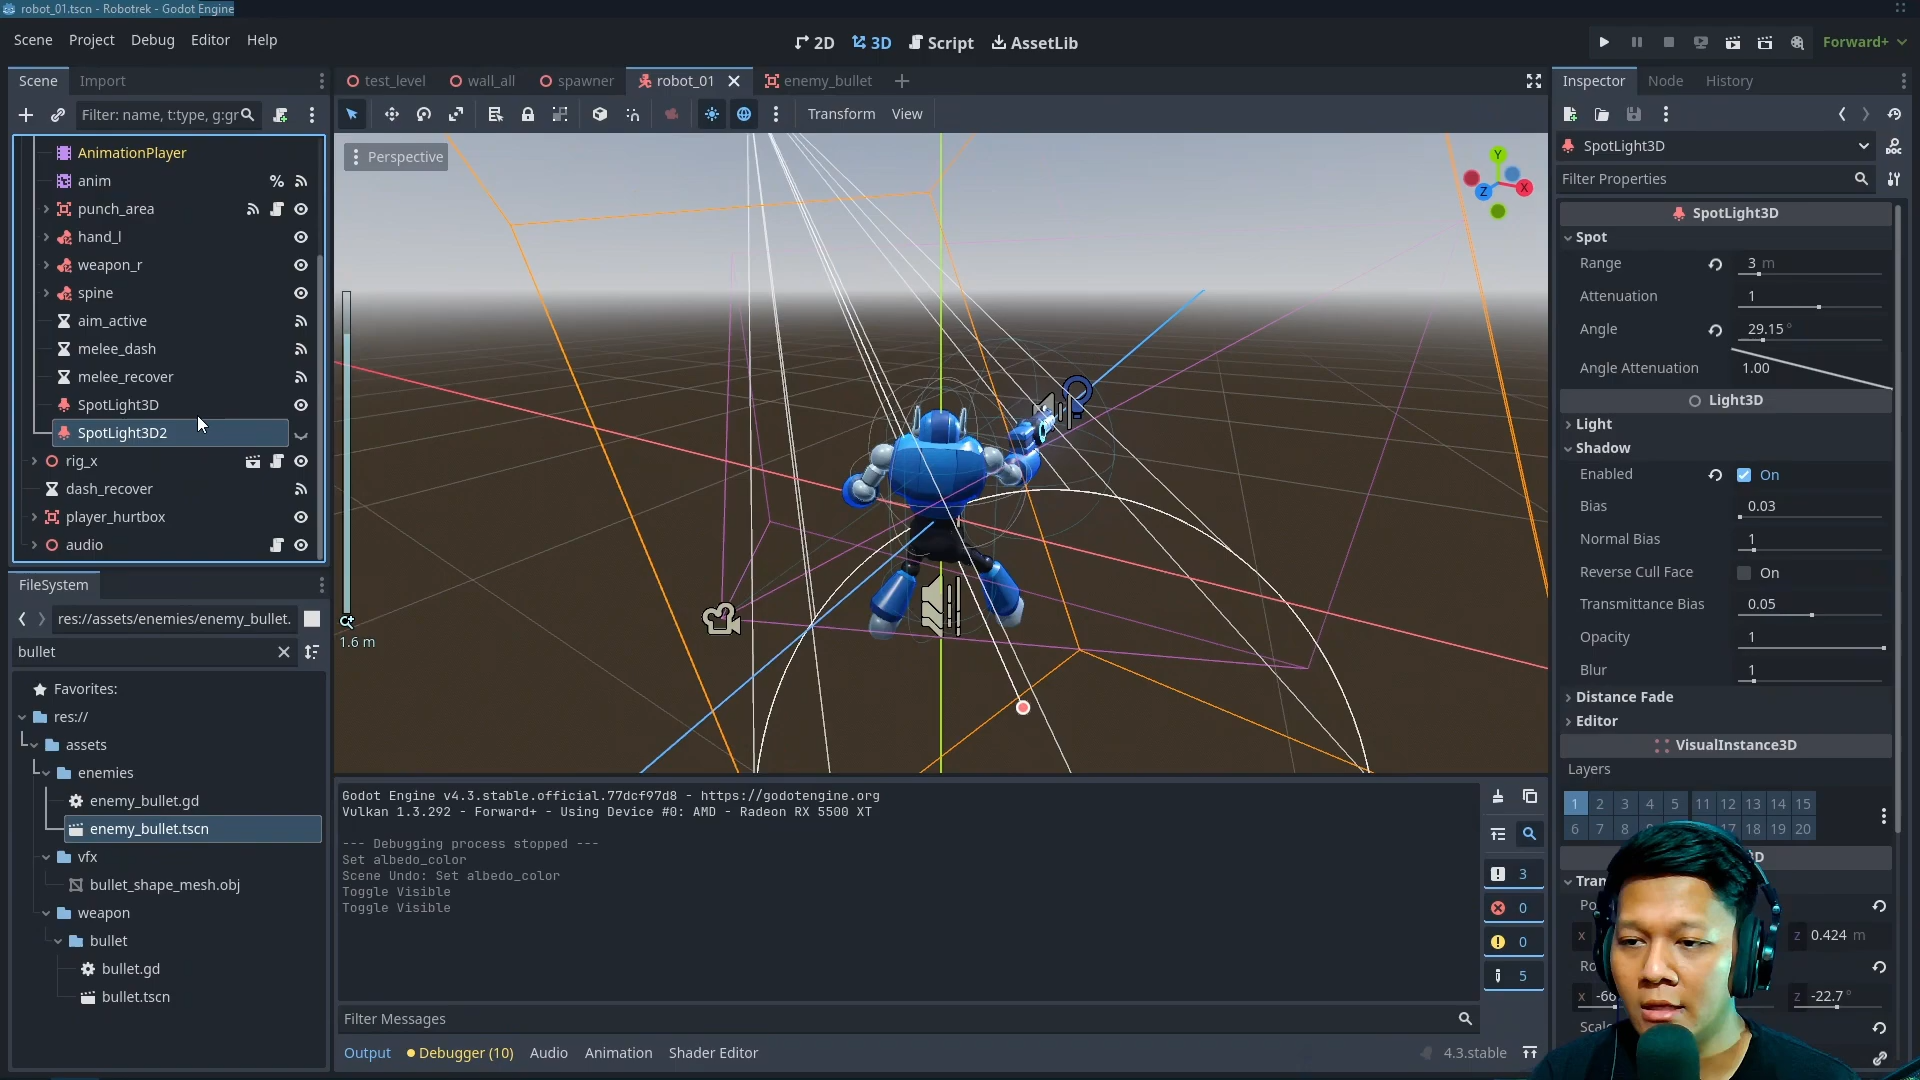 robot_01.tscn - Robotrek - Godot Engine
Scene Project Debug Editor Help
2D 3D Script AssetLib
Forward+
Scene Import
Filter: name, t:type, g:gr
AnimationPlayer
anim %
punch_area
hand_l
weapon_r
spine
aim_active
melee_dash
melee_recover
SpotLight3D
SpotLight3D2
rig_x
dash_recover
player_hurtbox
audio
FileSystem
res://assets/enemies/enemy_bullet.
bullet
Favorites:
res://
assets
enemies
enemy_bullet.gd
enemy_bullet.tscn
vfx
bullet_shape_mesh.obj
weapon
bullet
bullet.gd
bullet.tscn
test_level wall_all spawner robot_01 enemy_bullet
Transform View
Perspective
Y
Z X
1.6 m
Godot Engine v4.3.stable.official.77dcf97d8 - https://godotengine.org
Vulkan 1.3.292 - Forward+ - Using Device #0: AMD - Radeon RX 5500 XT
--- Debugging process stopped ---
Set albedo_color
Scene Undo: Set albedo_color
Toggle Visible
Toggle Visible
3
0
0
5
Filter Messages
Output Debugger (10) Audio Animation Shader Editor
4.3.stable
Inspector Node History
SpotLight3D
DOC
Filter Properties
SpotLight3D
Spot
Range 3 m
Attenuation 1
Angle 29.15 °
Angle Attenuation 1.00
Light3D
Light
Shadow
Enabled On
Bias 0.03
Normal Bias 1
Reverse Cull Face On
Transmittance Bias 0.05
Opacity 1
Blur 1
Distance Fade
Editor
VisualInstance3D
Layers
1 2 3 4 5 11 12 13 14 15
6 7 8 17 18 19 20
D
Tran
Po
x z 0.424 m
Ro
x -66 z -22.7 °
Scal